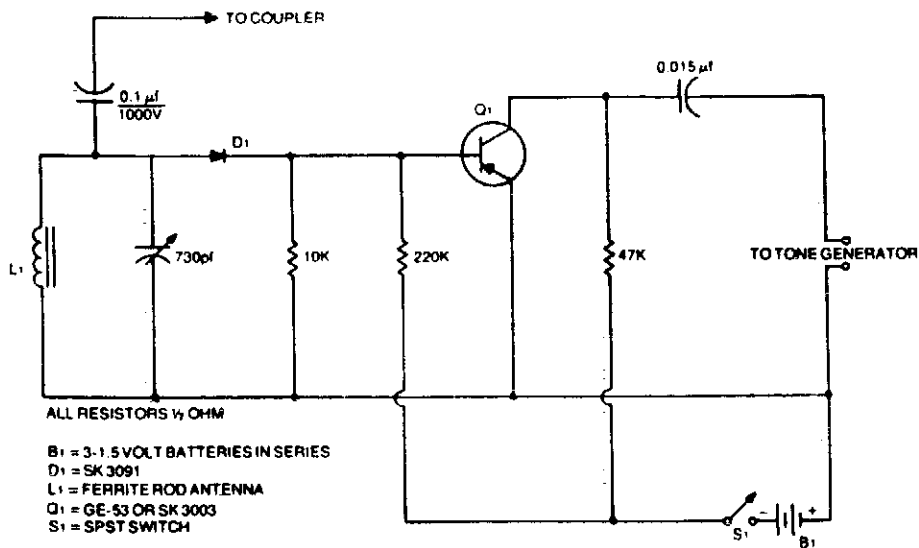 TO COUPLER
0.1 µf
1000V
0.015 µf
Q1
D1
L1
730pf
10K
220K
47K
TO TONE GENERATOR
ALL RESISTORS ½ OHM
B1 = 3-1.5 VOLT BATTERIES IN SERIES
D1 = SK 3091
L1 = FERRITE ROD ANTENNA
Q1 = GE-53 OR SK 3003
S1 = SPST SWITCH
S1
- +
B1